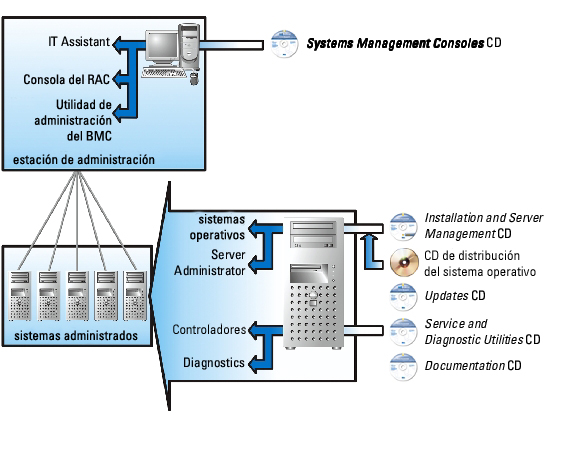 IT Assistant
Consola del RAC
Utilidad de
administración
del BMC
estación de administración
Systems Management Consoles CD
sistemas
operativos
Server
Administrator
Controladores
Diagnostics
sistemas administrados
Installation and Server
Management CD
CD de distribución
del sistema operativo
Updates CD
Service and
Diagnostic Utilities CD
Documentation CD